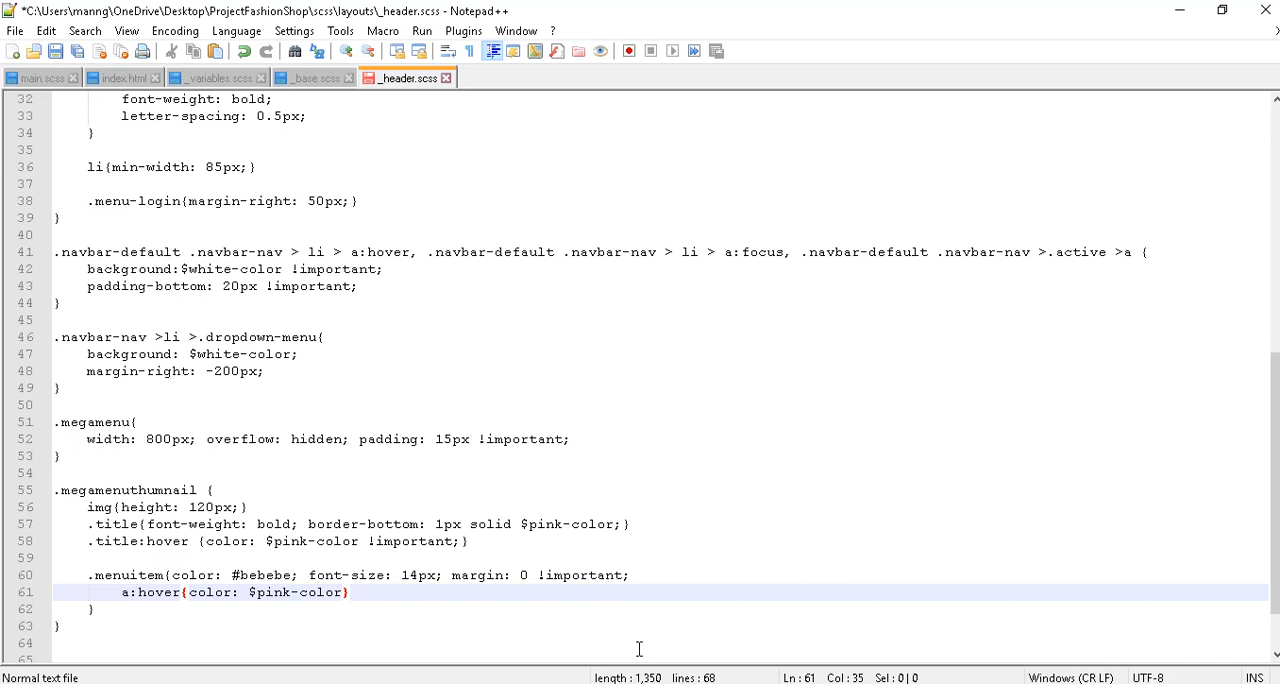 *C:\Users\manng\OneDrive\Desktop\ProjectFashionShop\scss\layouts\_header.scss - Notepad++
File Edit Search View Encoding Language Settings Tools Macro Run Plugins Window ?
main.scss index.html _variables.scss _base.scss _header.scss
32 font-weight: bold;
33 letter-spacing: 0.5px;
34 }
35
36 li{min-width: 85px;}
37
38 .menu-login{margin-right: 50px;}
39 }
40
41 .navbar-default .navbar-nav > li > a:hover, .navbar-default .navbar-nav > li > a:focus, .navbar-default .navbar-nav >.active >a {
42 background:$white-color !important;
43 padding-bottom: 20px !important;
44 }
45
46 .navbar-nav >li >.dropdown-menu{
47 background: $white-color;
48 margin-right: -200px;
49 }
50
51 .megamenu{
52 width: 800px; overflow: hidden; padding: 15px !important;
53 }
54
55 .megamenuthumnail {
56 img{height: 120px;}
57 .title{font-weight: bold; border-bottom: 1px solid $pink-color;}
58 .title:hover {color: $pink-color !important;}
59
60 .menuitem{color: #bebebe; font-size: 14px; margin: 0 !important;
61 a:hover{color: $pink-color}
62 }
63 }
64
65
Normal text file length : 1,350 lines : 68 Ln : 61 Col : 35 Sel : 0 | 0 Windows (CR LF) UTF-8 INS